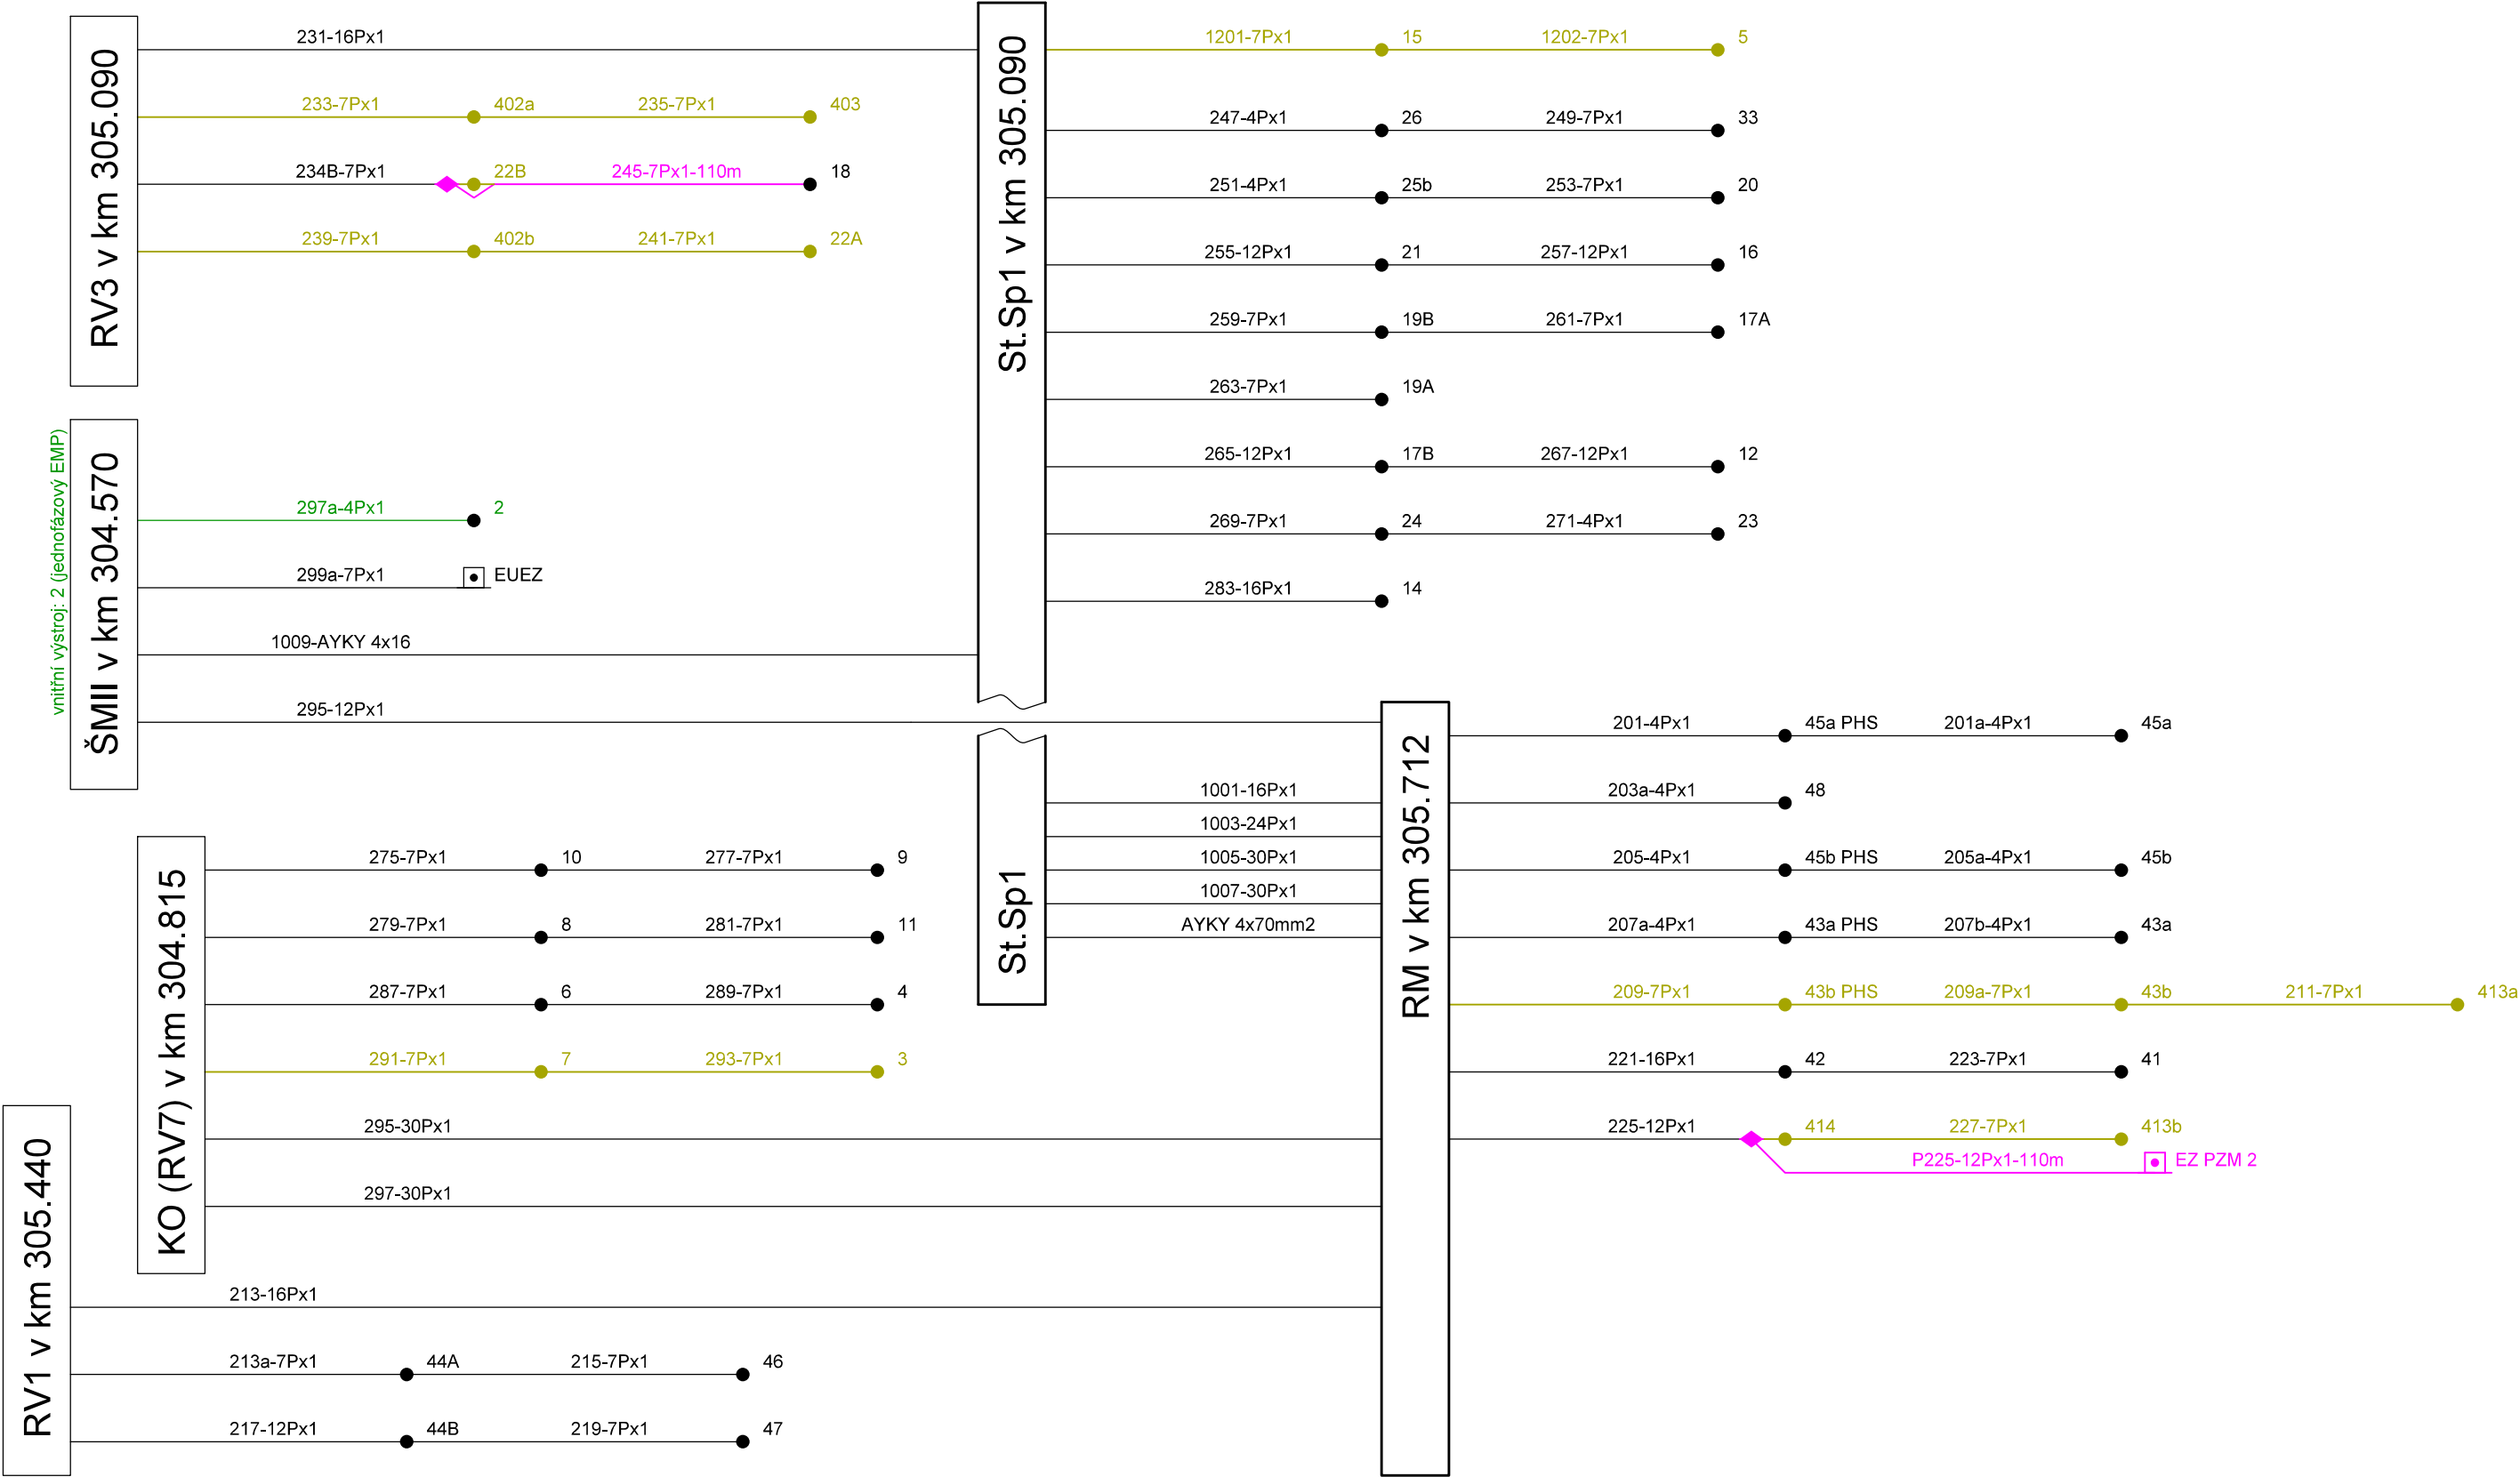 RV3 v km 305.090
231-16Px1
233-7Px1 402a 235-7Px1 403
234B-7Px1 22B 245-7Px1-110m 18
239-7Px1 402b 241-7Px1 22A
vnitřní výstroj: 2 (jednofázový EMP)
ŠMII v km 304.570
297a-4Px1 2
299a-7Px1 EUEZ
1009-AYKY 4x16
295-12Px1
St.Sp1 v km 305.090
1201-7Px1 15 1202-7Px1 5
247-4Px1 26 249-7Px1 33
251-4Px1 25b 253-7Px1 20
255-12Px1 21 257-12Px1 16
259-7Px1 19B 261-7Px1 17A
263-7Px1 19A
265-12Px1 17B 267-12Px1 12
269-7Px1 24 271-4Px1 23
283-16Px1 14
St.Sp1
1001-16Px1
1003-24Px1
1005-30Px1
1007-30Px1
AYKY 4x70mm2
KO (RV7) v km 304.815
275-7Px1 10 277-7Px1 9
279-7Px1 8 281-7Px1 11
287-7Px1 6 289-7Px1 4
291-7Px1 7 293-7Px1 3
295-30Px1
297-30Px1
RV1 v km 305.440
213-16Px1
213a-7Px1 44A 215-7Px1 46
217-12Px1 44B 219-7Px1 47
RM v km 305.712
201-4Px1 45a PHS 201a-4Px1 45a
203a-4Px1 48
205-4Px1 45b PHS 205a-4Px1 45b
207a-4Px1 43a PHS 207b-4Px1 43a
209-7Px1 43b PHS 209a-7Px1 43b 211-7Px1 413a
221-16Px1 42 223-7Px1 41
225-12Px1 414 227-7Px1 413b
P225-12Px1-110m EZ PZM 2